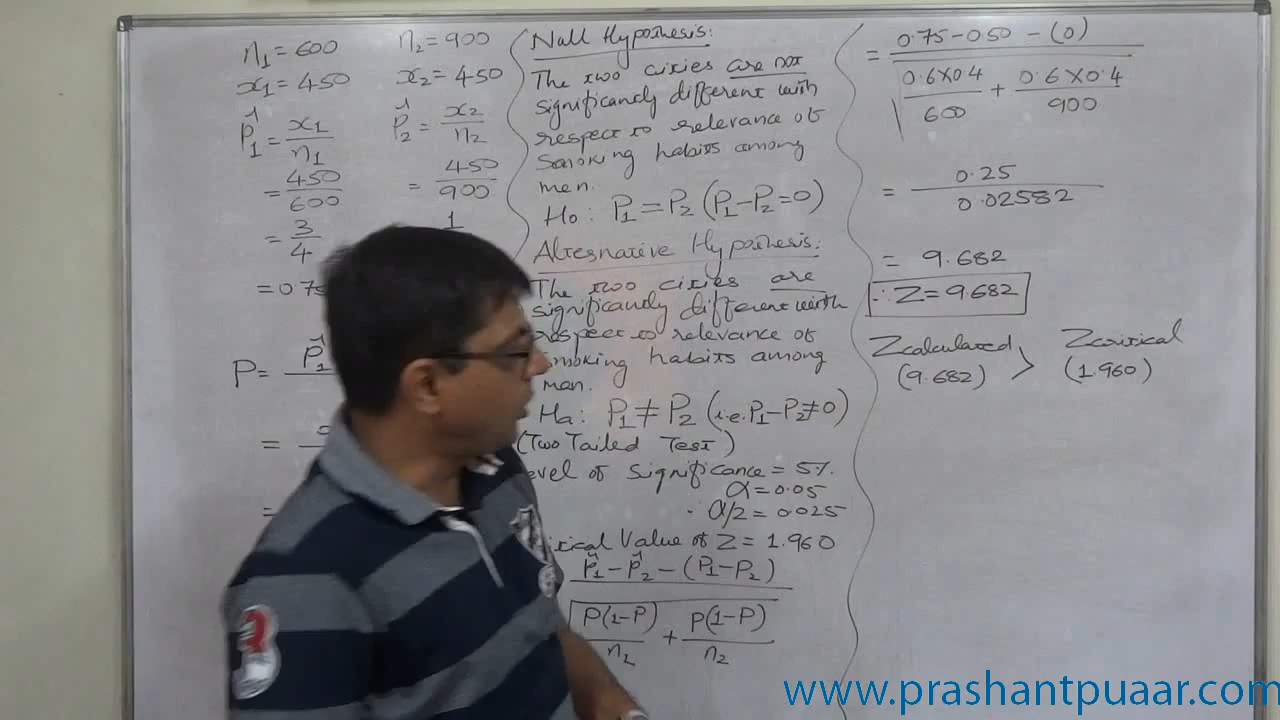 n₁ = 600
n₂ = 900
x₁ = 450
x₂ = 450
p̂₁ = x₁/n₁
p̂₂ = x₂/n₂
= 450/600
= 450/900
= 3/4
1
= 0.75
P = p̂₁
=
=
Null Hypothesis:
The two cities are not
significantly different with
respect to relevance of
smoking habits among
men.
Ho: P₁ = P₂ (P₁ - P₂ = 0)
Alternative Hypothesis:
The two cities are
significantly different with
respect to relevance of
smoking habits among
men.
Ha: P₁ ≠ P₂ (i.e. P₁ - P₂ ≠ 0)
(Two Tailed Test)
evel of significance = 5%.
α = 0.05
∴ α/2 = 0.025
itical Value of Z = 1.960
p̂₁ - p̂₂ - (P₁ - P₂)
√ P(1-P)/n₂ + P(1-P)/n₂
= 0.75 - 0.50 - (0)
√ 0.6 X 0.4/600 + 0.6 X 0.4/900
= 0.25
0.02582
= 9.682
∴ Z = 9.682
Zcalculated > Zcritical
(9.682) (1.960)
www.prashantpuaar.com